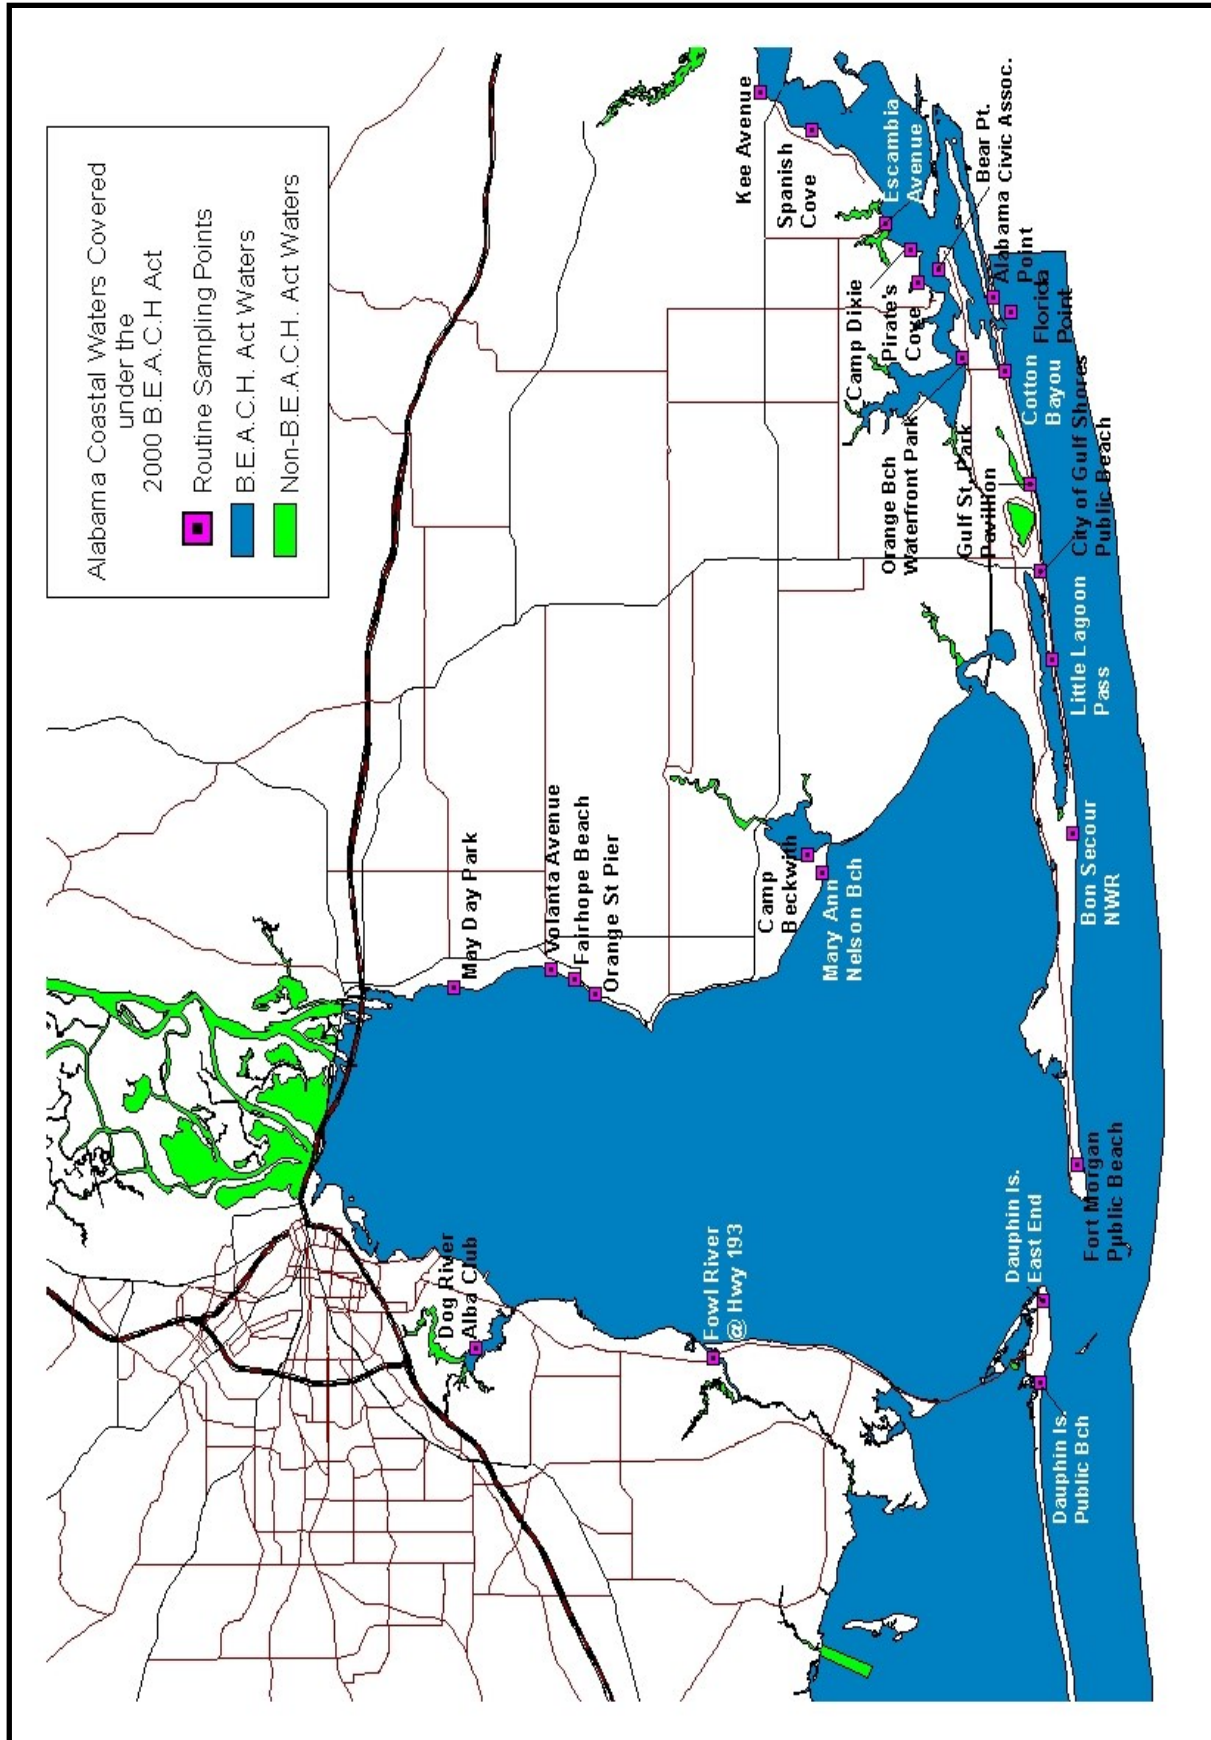 Alabama Coastal Waters Covered
under the
2000 B.E.A.C.H Act
Routine Sampling Points
B.E.A.C.H. Act Waters
Non-B.E.A.C.H. Act Waters
Kee Avenue
Spanish
Cove
Escambia
Avenue
Bear Pt.
Alabama Civic Assoc.
Point
Florida
Point
Camp Dixie
Pirate's
Cove
Cotton
Bayou
Orange Bch
Waterfront Park
Gulf St. Park
Pavillion
City of Gulf Shores
Public Beach
Little Lagoon
Pass
May Day Park
Volanta Avenue
Fairhope Beach
Orange St Pier
Camp
Beckwith
Mary Ann
Nelson Bch
Bon Secour
NWR
Fort Morgan
Public Beach
Dog River
Alba Club
Fowl River
@ Hwy 193
Dauphin Is.
East End
Dauphin Is.
Public Bch